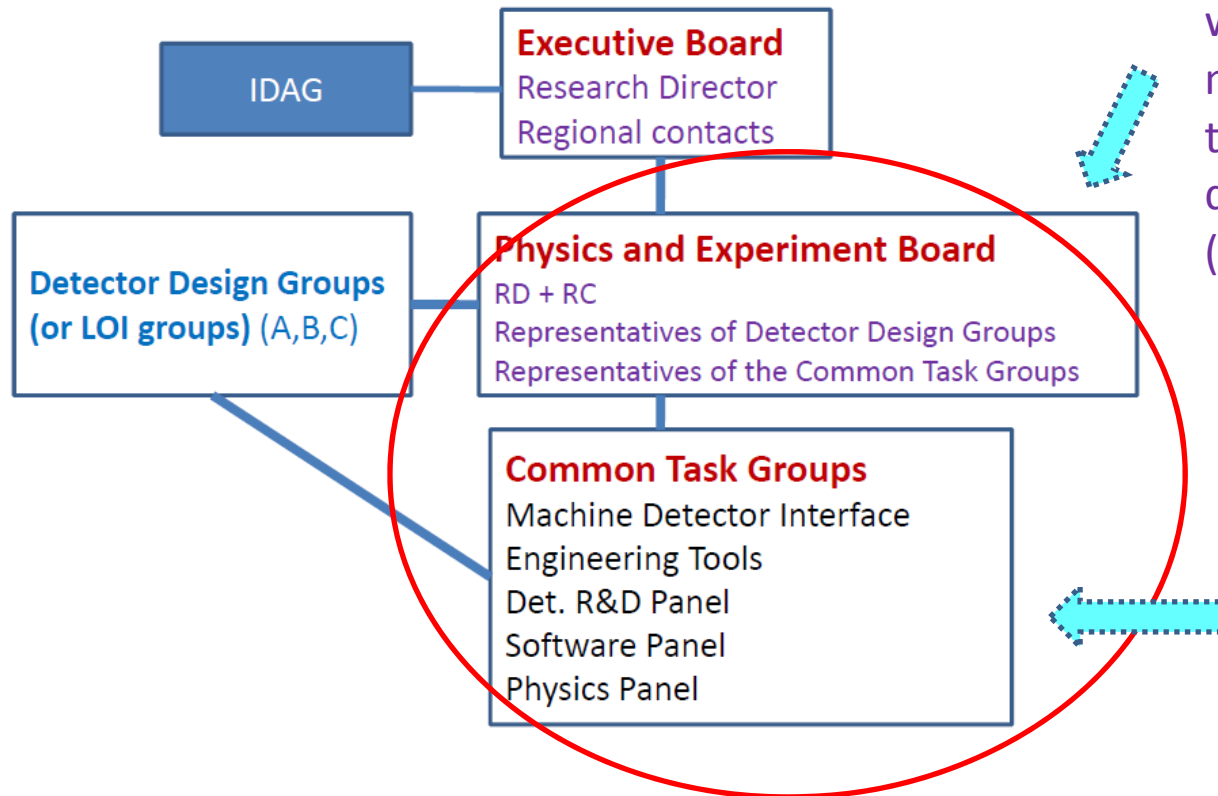 IDAG
Executive Board
Research Director
Regional contacts
Detector Design Groups
(or LOI groups) (A,B,C)
Physics and Experiment Board
RD + RC
Representatives of Detector Design Groups
Representatives of the Common Task Groups
Common Task Groups
Machine Detector Interface
Engineering Tools
Det. R&D Panel
Software Panel
Physics Panel